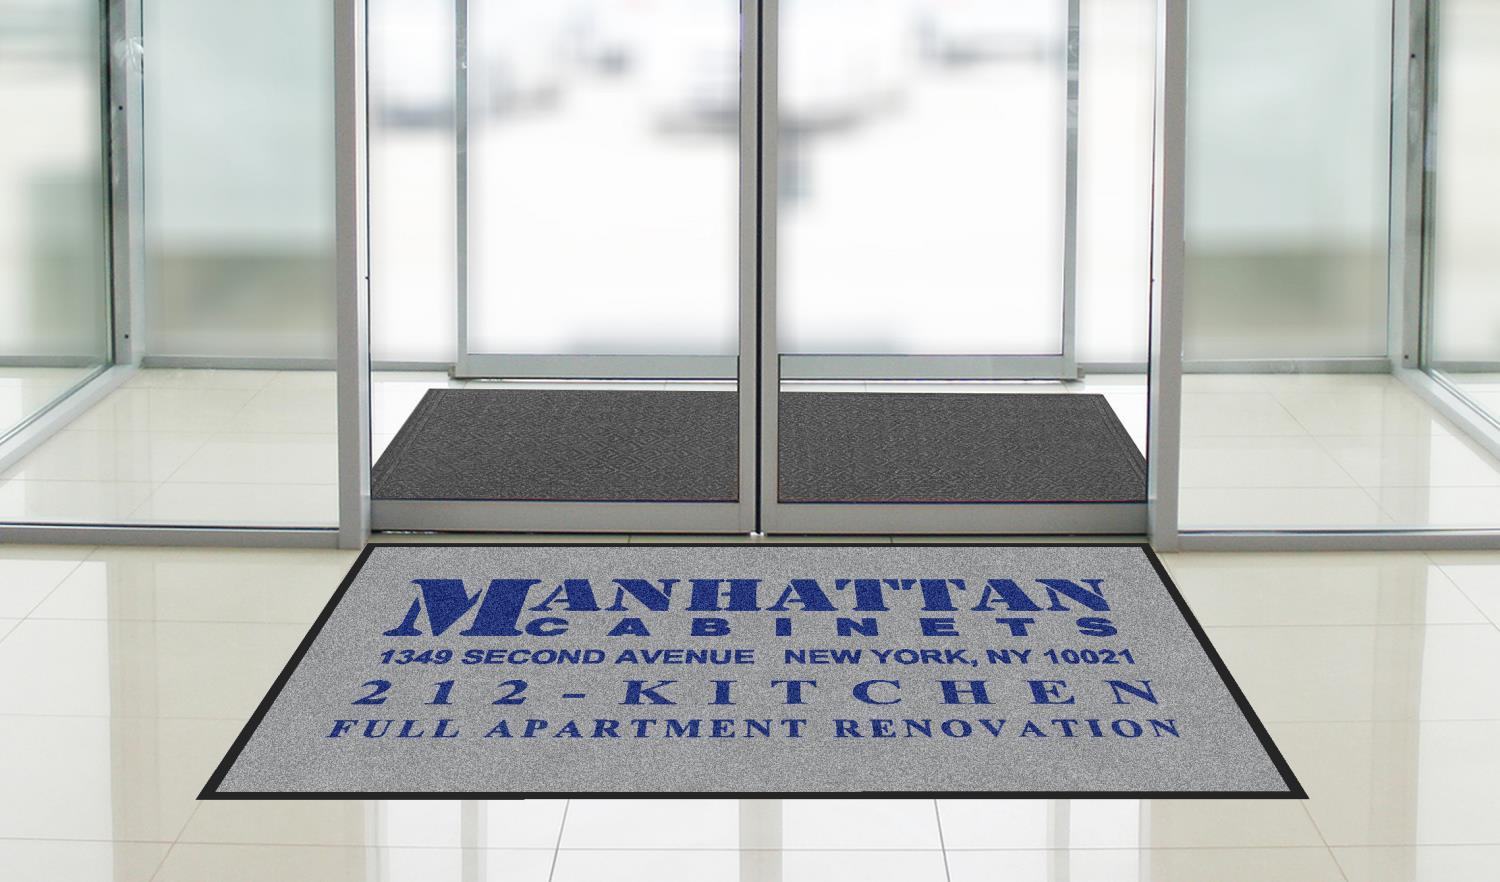 MANHATTAN
CABINETS
1349 SECOND AVENUE NEW YORK, NY 10021
212-KITCHEN
FULL APARTMENT RENOVATION